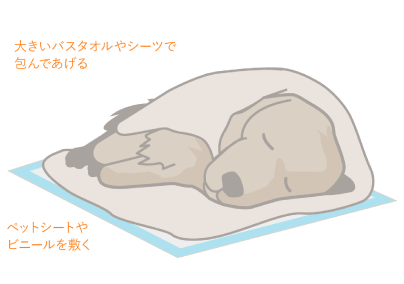 大きいバスタオルやシーツで
包んであげる
ペットシートや
ビニールを敷く